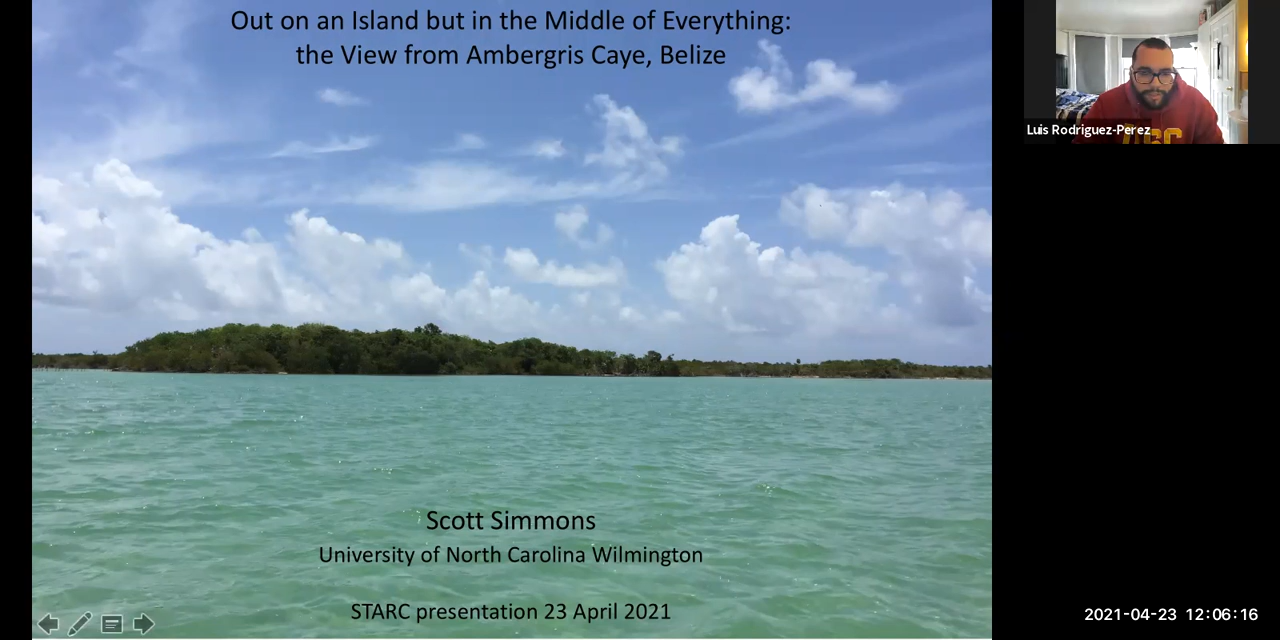 Out on an Island but in the Middle of Everything:
the View from Ambergris Caye, Belize
Luis Rodriguez-Perez
Scott Simmons
University of North Carolina Wilmington
STARC presentation 23 April 2021
2021-04-23 12:06:16